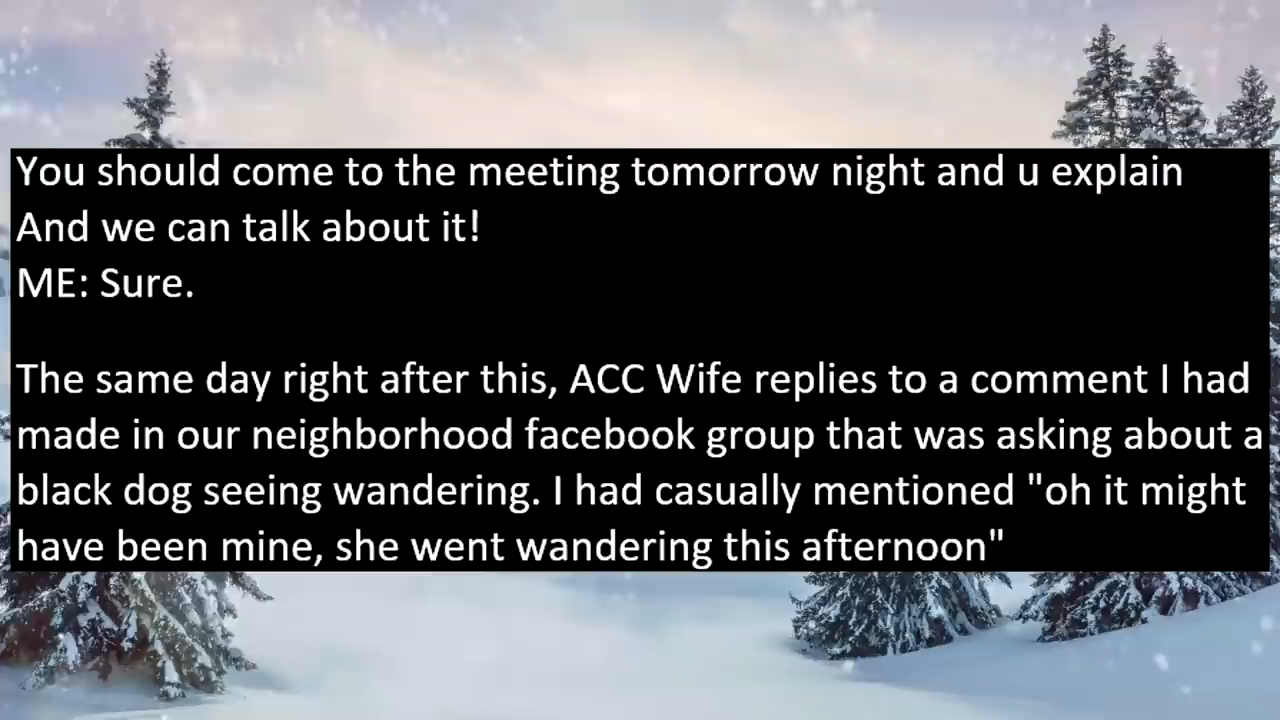 You should come to the meeting tomorrow night and u explain
And we can talk about it!
ME: Sure.
The same day right after this, ACC Wife replies to a comment I had
made in our neighborhood facebook group that was asking about a
black dog seeing wandering. I had casually mentioned "oh it might
have been mine, she went wandering this afternoon"